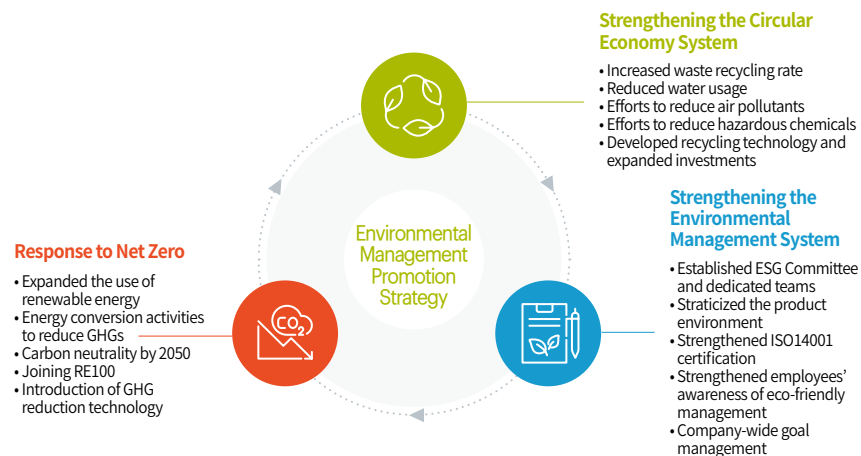 Strengthening the Circular
Economy System
• Increased waste recycling rate
• Reduced water usage
• Efforts to reduce air pollutants
• Efforts to reduce hazardous chemicals
• Developed recycling technology and
expanded investments
Environmental
Management
Promotion
Strategy
Strengthening the
Environmental
Management System
• Established ESG Committee
and dedicated teams
• Straticized the product
environment
• Strengthened ISO14001
certification
• Strengthened employees’
awareness of eco-friendly
management
• Company-wide goal
management
Response to Net Zero
• Expanded the use of
renewable energy
• Energy conversion activities
to reduce GHGs
• Carbon neutrality by 2050
• Joining RE100
• Introduction of GHG
reduction technology
CO2